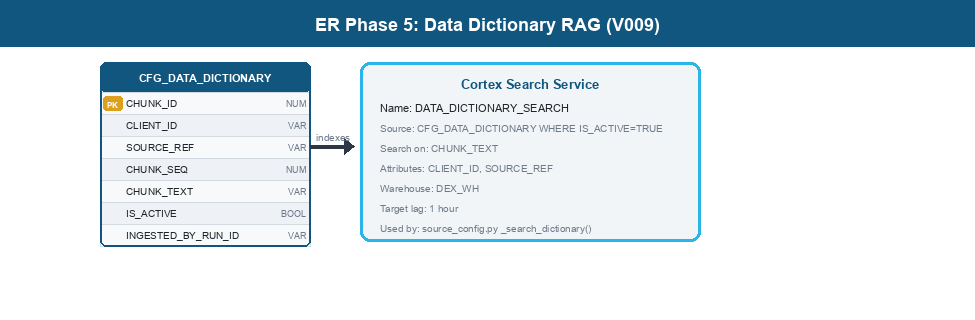 ER Phase 5: Data Dictionary RAG (V009)
CFG_DATA_DICTIONARY
PK CHUNK_ID NUM
CLIENT_ID VAR
SOURCE_REF VAR
CHUNK_SEQ NUM
CHUNK_TEXT VAR
IS_ACTIVE BOOL
INGESTED_BY_RUN_ID VAR
indexes
Cortex Search Service
Name: DATA_DICTIONARY_SEARCH
Source: CFG_DATA_DICTIONARY WHERE IS_ACTIVE=TRUE
Search on: CHUNK_TEXT
Attributes: CLIENT_ID, SOURCE_REF
Warehouse: DEX_WH
Target lag: 1 hour
Used by: source_config.py _search_dictionary()